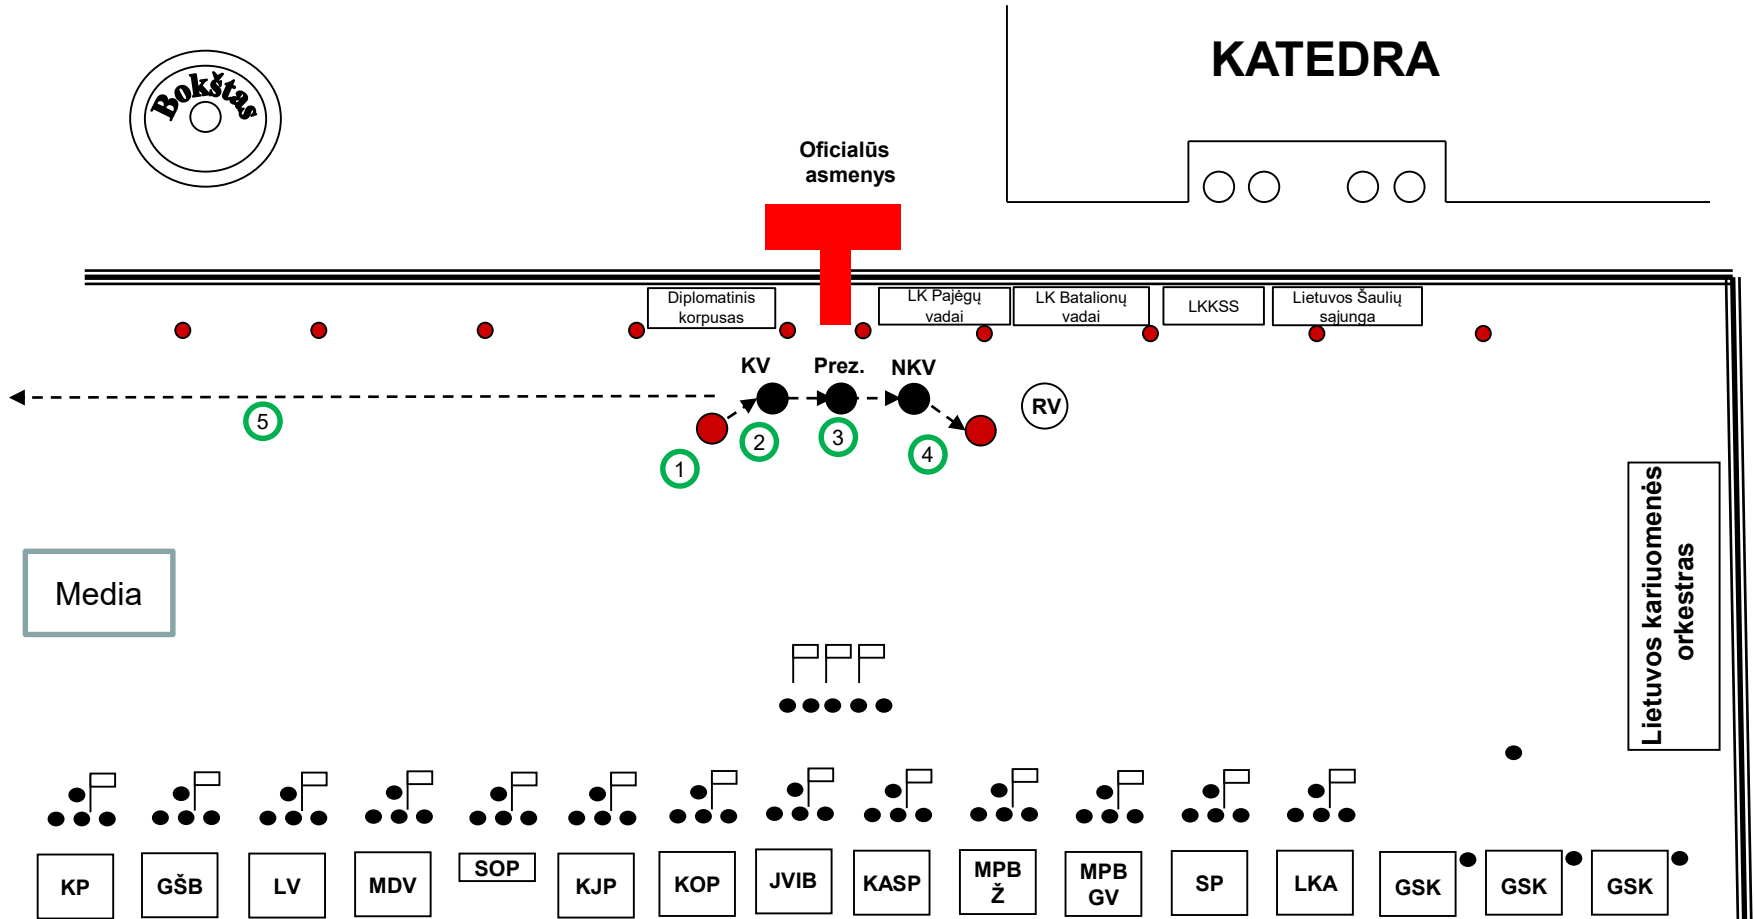 KATEDRA
Bokštas
Oficialūs
asmenys
Diplomatinis
korpusas
LK Pajėgų
vadai
LK Batalionų
vadai
LKKSS
Lietuvos Šaulių
sąjunga
KV
Prez.
NKV
RV
5
1
2
3
4
Media
Lietuvos kariuomenės
orkestras
KP
GŠB
LV
MDV
SOP
KJP
KOP
JVIB
KASP
MPB
Ž
MPB
GV
SP
LKA
GSK
GSK
GSK